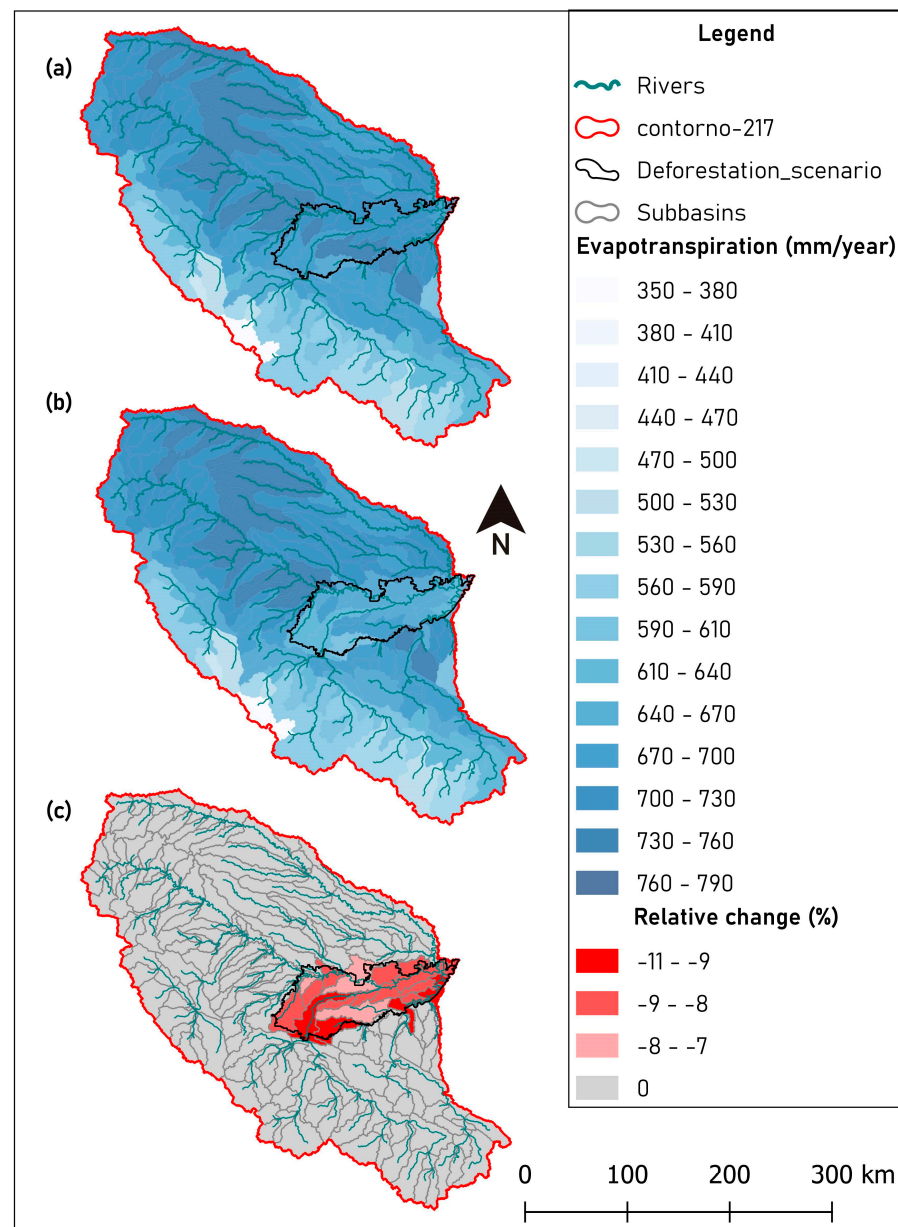 (a)
(b)
N
(c)
Legend
Rivers
contorno-217
Deforestation_scenario
Subbasins
Evapotranspiration (mm/year)
350 - 380
380 - 410
410 - 440
440 - 470
470 - 500
500 - 530
530 - 560
560 - 590
590 - 610
610 - 640
640 - 670
670 - 700
700 - 730
730 - 760
760 - 790
Relative change (%)
-11 - -9
-9 - -8
-8 - -7
0
0 100 200 300 km